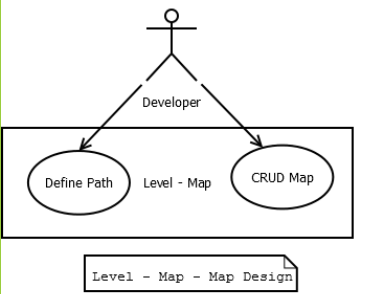 Developer
Define Path
Level - Map
CRUD Map
Level - Map - Map Design